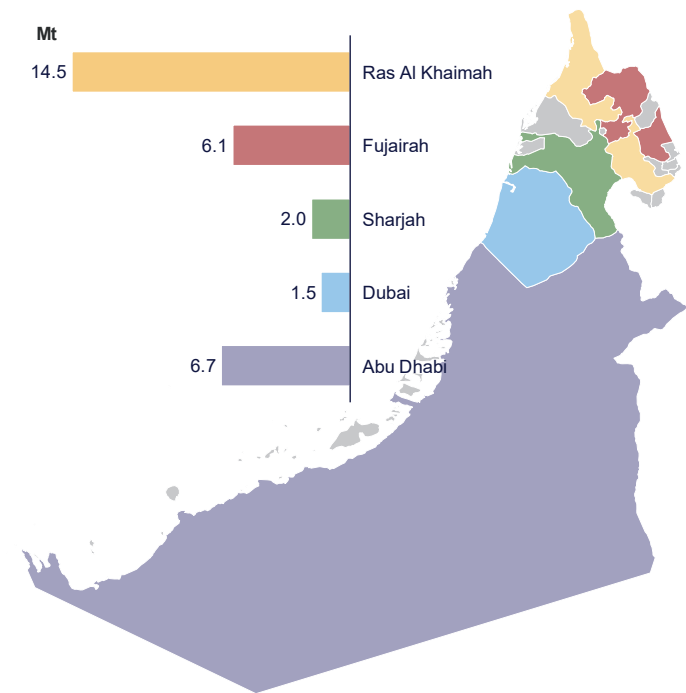 Mt
14.5 Ras Al Khaimah
6.1 Fujairah
2.0 Sharjah
1.5 Dubai
6.7 Abu Dhabi